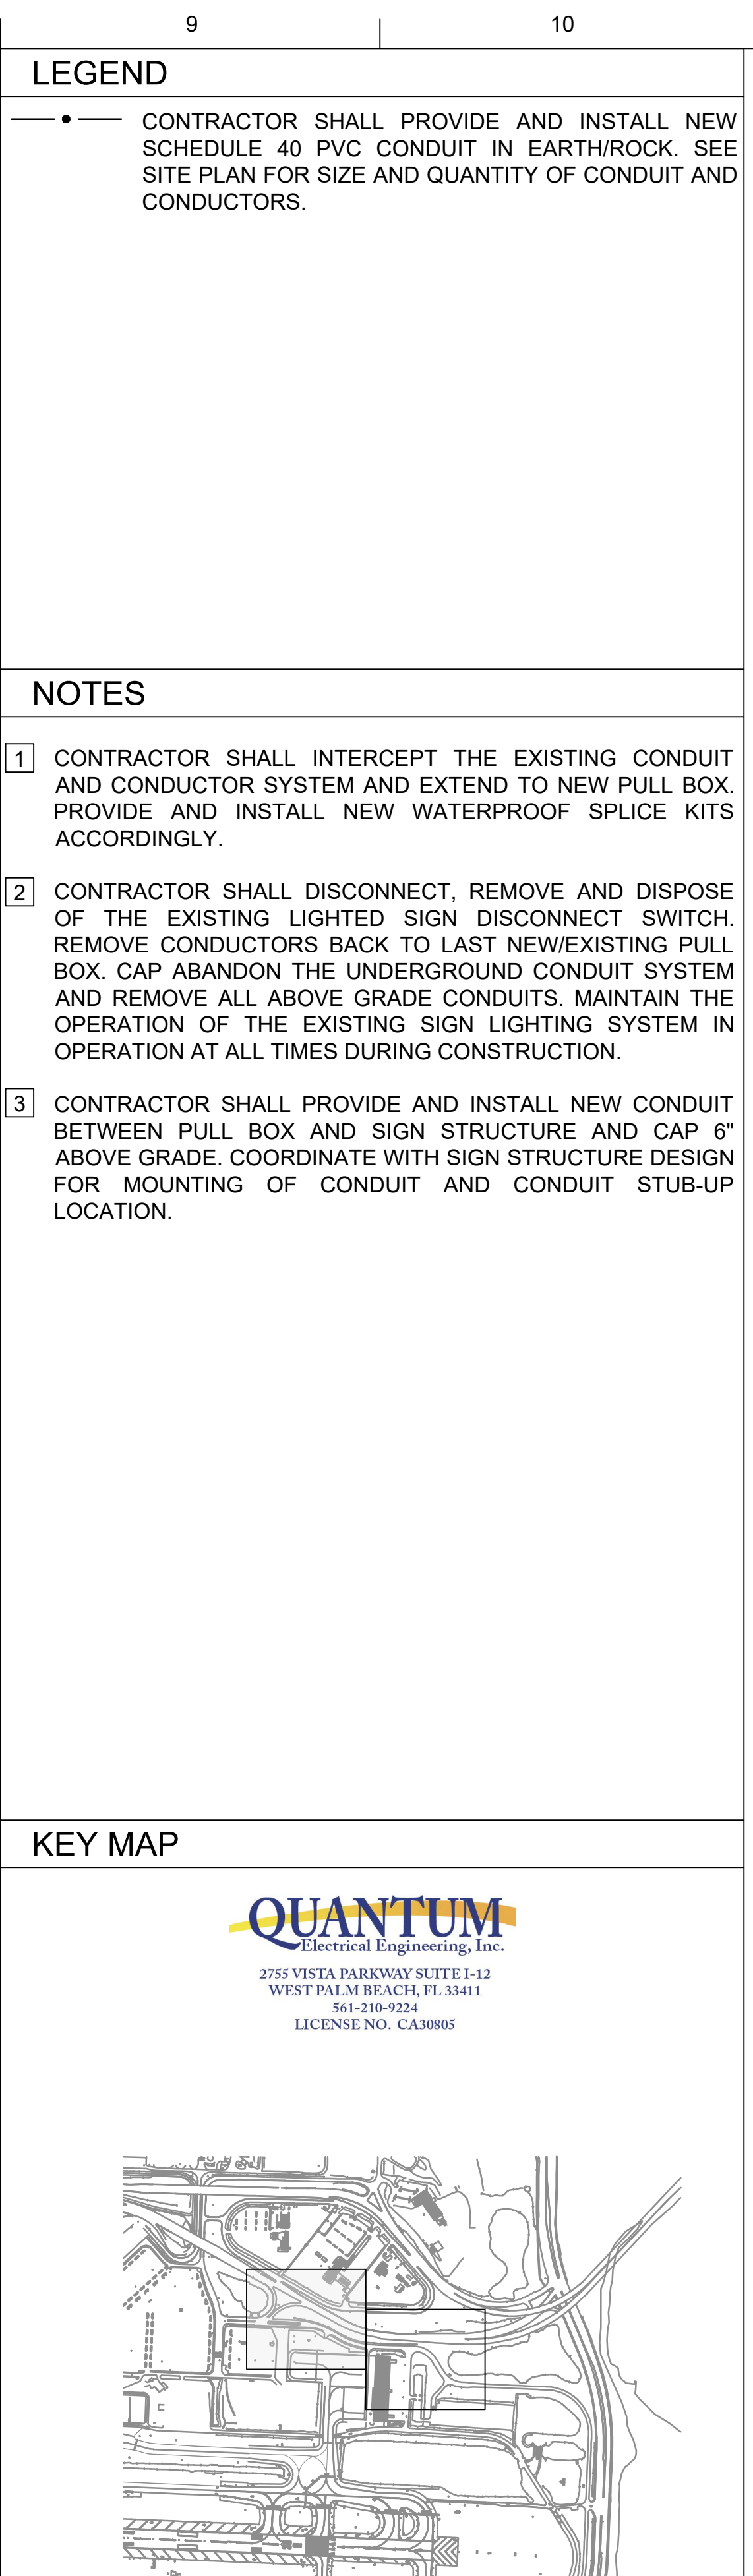 9 10
LEGEND
CONTRACTOR SHALL PROVIDE AND INSTALL NEW
SCHEDULE 40 PVC CONDUIT IN EARTH/ROCK. SEE
SITE PLAN FOR SIZE AND QUANTITY OF CONDUIT AND
CONDUCTORS.
NOTES
1 CONTRACTOR SHALL INTERCEPT THE EXISTING CONDUIT
AND CONDUCTOR SYSTEM AND EXTEND TO NEW PULL BOX.
PROVIDE AND INSTALL NEW WATERPROOF SPLICE KITS
ACCORDINGLY.
2 CONTRACTOR SHALL DISCONNECT, REMOVE AND DISPOSE
OF THE EXISTING LIGHTED SIGN DISCONNECT SWITCH.
REMOVE CONDUCTORS BACK TO LAST NEW/EXISTING PULL
BOX. CAP ABANDON THE UNDERGROUND CONDUIT SYSTEM
AND REMOVE ALL ABOVE GRADE CONDUITS. MAINTAIN THE
OPERATION OF THE EXISTING SIGN LIGHTING SYSTEM IN
OPERATION AT ALL TIMES DURING CONSTRUCTION.
3 CONTRACTOR SHALL PROVIDE AND INSTALL NEW CONDUIT
BETWEEN PULL BOX AND SIGN STRUCTURE AND CAP 6"
ABOVE GRADE. COORDINATE WITH SIGN STRUCTURE DESIGN
FOR MOUNTING OF CONDUIT AND CONDUIT STUB-UP
LOCATION.
KEY MAP
QUANTUM
Electrical Engineering, Inc.
2755 VISTA PARKWAY SUITE I-12
WEST PALM BEACH, FL 33411
561-210-9224
LICENSE NO. CA30805